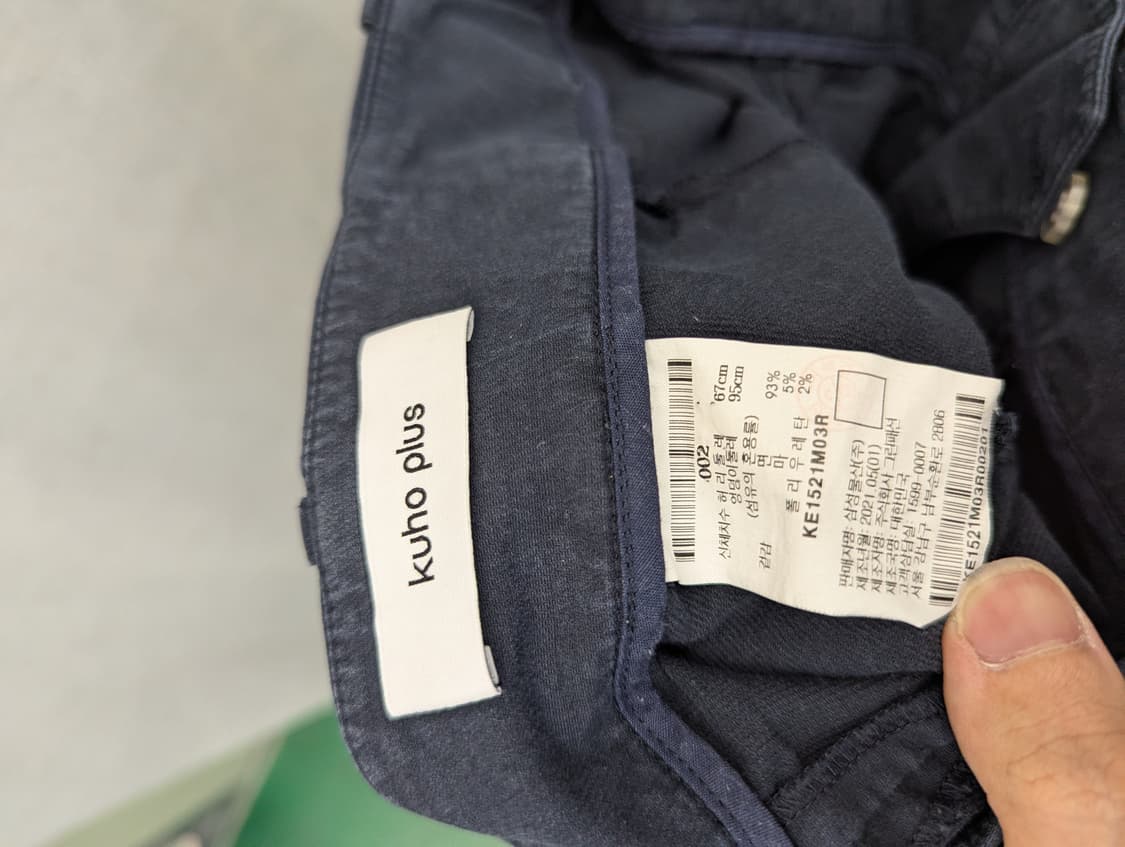 kuho plus
002
신체치수 허리둘레 67cm
엉덩이둘레 95cm
(섬유의 혼용율)
겉감 면 93%
마 5%
폴리우레탄 2%
KE1521M03R
판매자명: 삼성물산(주)
제조년월: 2021.05(01)
제조자명: 주식회사 그린패션
제조국명: 대한민국
고객상담실 1599-0007
서울 강남구 남부순환로 2806
KE1521M03R00201